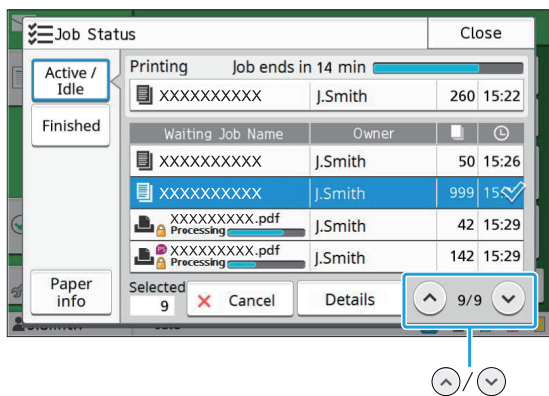 Job Status
Close
Active / Idle
Finished
Paper info
Printing Job ends in 14 min
XXXXXXXXXX J.Smith 260 15:22
Waiting Job Name Owner
XXXXXXXXXX J.Smith 50 15:26
XXXXXXXXXX J.Smith 999
XXXXXXXXX.pdf J.Smith 42 15:29
Processing
PS XXXXXXXXX.pdf J.Smith 142 15:29
Processing
Selected 9 Cancel Details 9/9
/